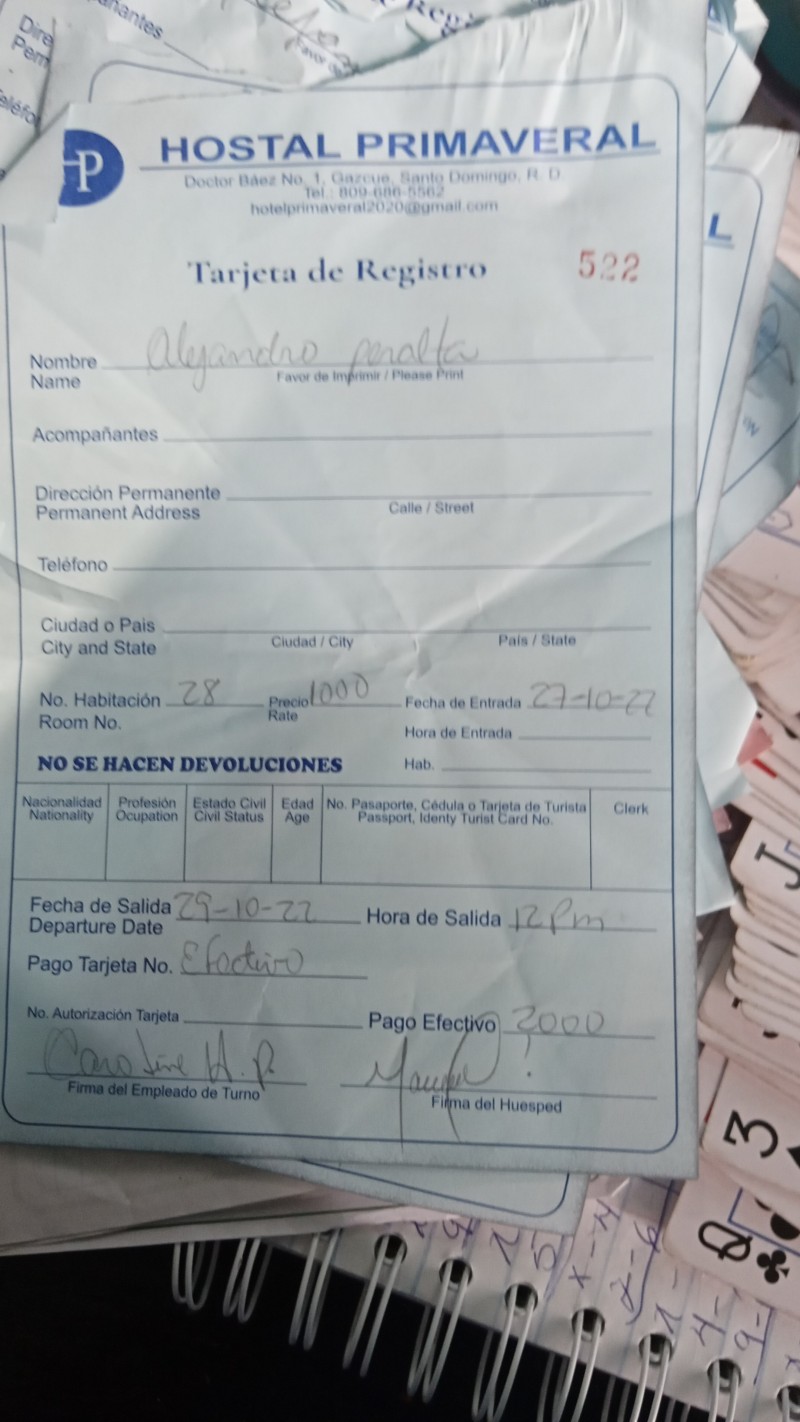 HP
HOSTAL PRIMAVERAL
Doctor Báez No. 1, Gazcue, Santo Domingo, R. D
Tel.: 809-686-5562
hotelprimaveral2020@gmail.com
Tarjeta de Registro 522
Nombre Alejandro Peralta
Name Favor de Imprimir / Please Print
Acompañantes
Dirección Permanente
Permanent Address Calle / Street
Teléfono
Ciudad o Pais
City and State Ciudad / City País / State
No. Habitación 28 Precio 1000 Fecha de Entrada 27-10-22
Room No. Rate
Hora de Entrada
NO SE HACEN DEVOLUCIONES Hab.
Nacionalidad Profesión Estado Civil Edad No. Pasaporte, Cédula o Tarjeta de Turista Clerk
Nationality Ocupation Civil Status Age Passport, Identy Turist Card No.
Fecha de Salida 29-10-22 Hora de Salida 12 Pm
Departure Date
Pago Tarjeta No. Efectivo
No. Autorización Tarjeta Pago Efectivo 2000
Caroline H.P.
Firma del Empleado de Turno Firma del Huesped
L
J
3
Q